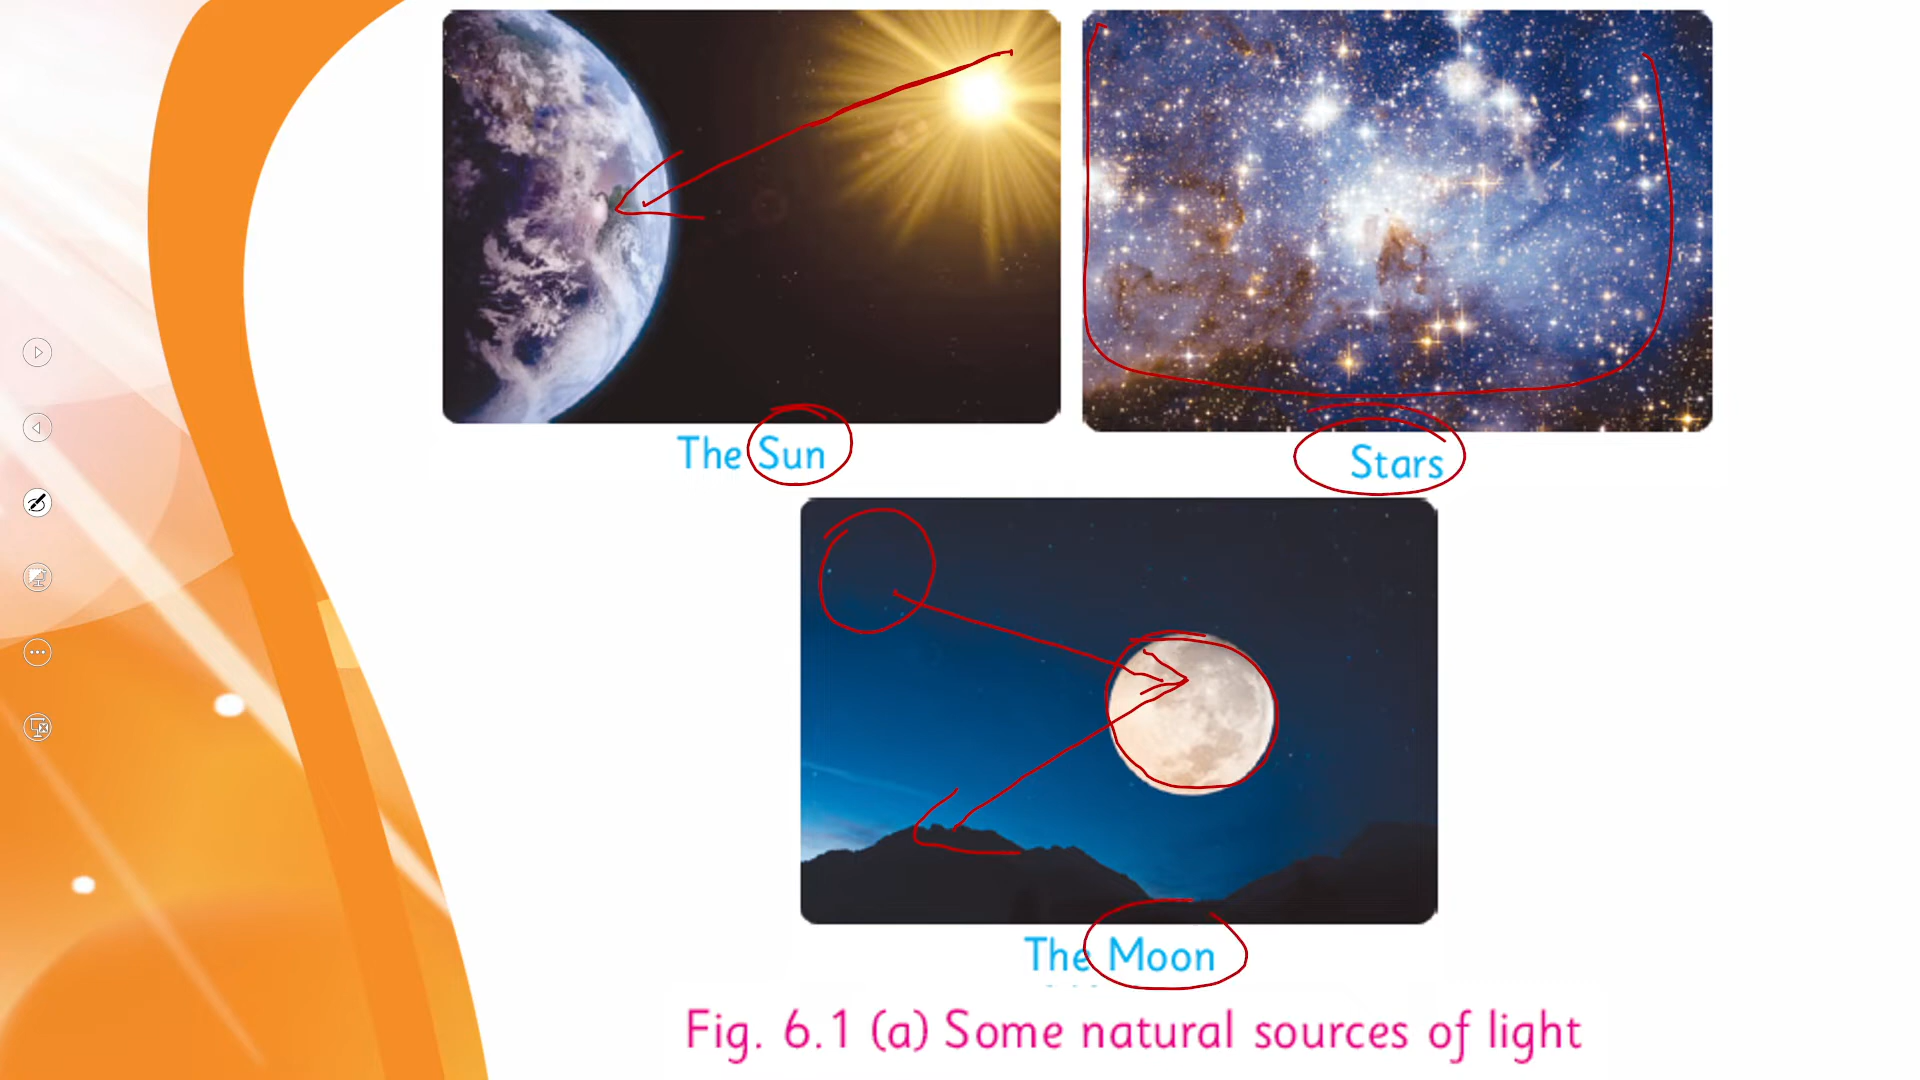 The Sun
Stars
The Moon
Fig. 6.1 (a) Some natural sources of light